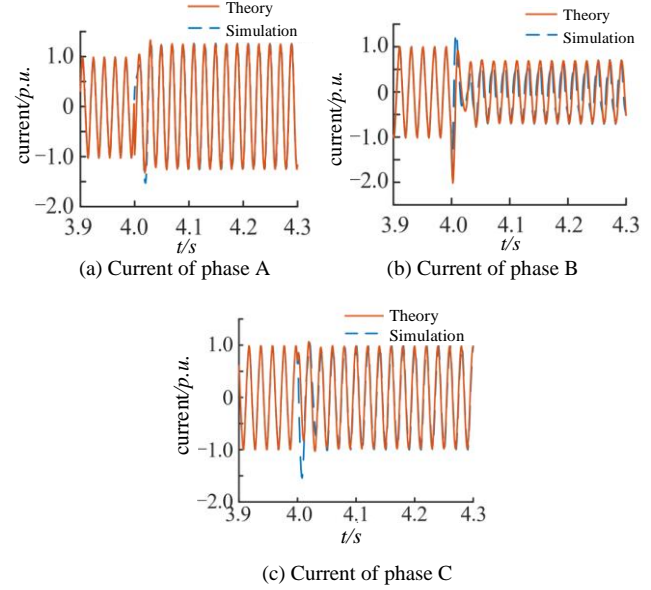 Theory
Simulation
1.0
0
−1.0
−2.0
current/p.u.
3.9 4.0 4.1 4.2 4.3
t/s
(a) Current of phase A
Theory
Simulation
1.0
0
−1.0
−2.0
current/p.u.
3.9 4.0 4.1 4.2 4.3
t/s
(b) Current of phase B
Theory
Simulation
1.0
0
−1.0
−2.0
current/p.u.
3.9 4.0 4.1 4.2 4.3
t/s
(c) Current of phase C